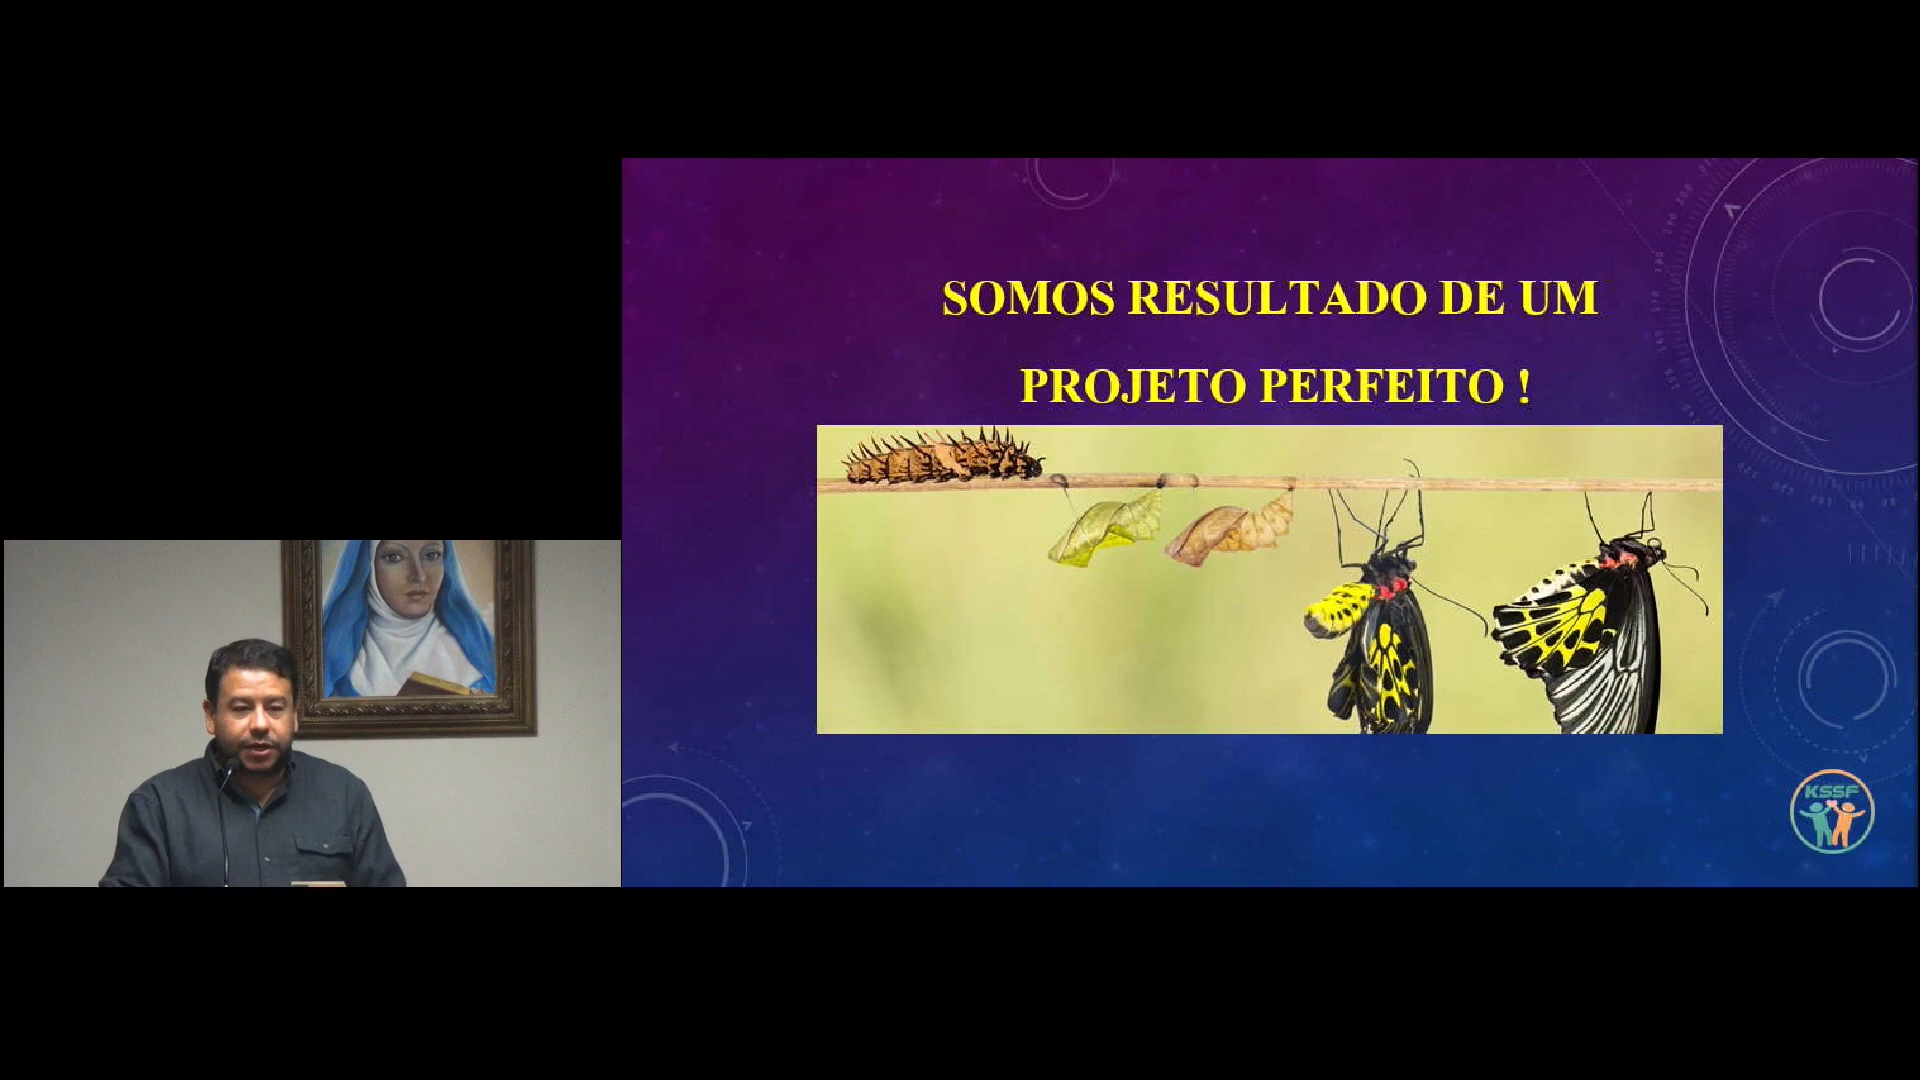 SOMOS RESULTADO DE UM
PROJETO PERFEITO !
KSSF